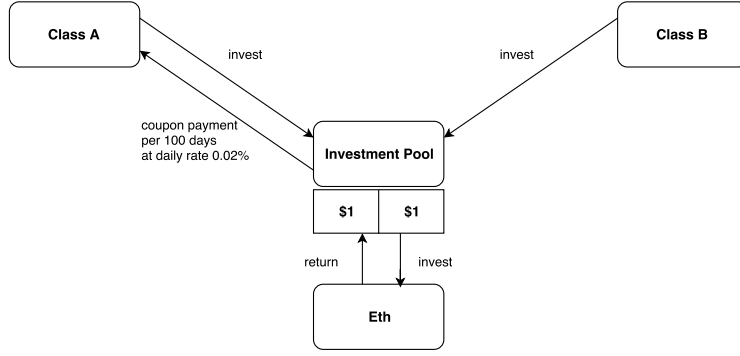 Class A
Class B
invest
invest
coupon payment
per 100 days
at daily rate 0.02%
Investment Pool
$1
$1
return
invest
Eth